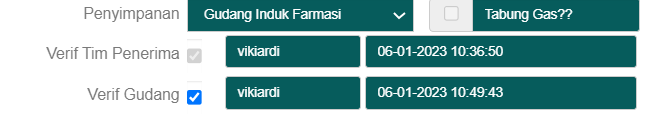 Penyimpanan Gudang Induk Farmasi Tabung Gas??
Verif Tim Penerima vikiardi 06-01-2023 10:36:50
Verif Gudang vikiardi 06-01-2023 10:49:43